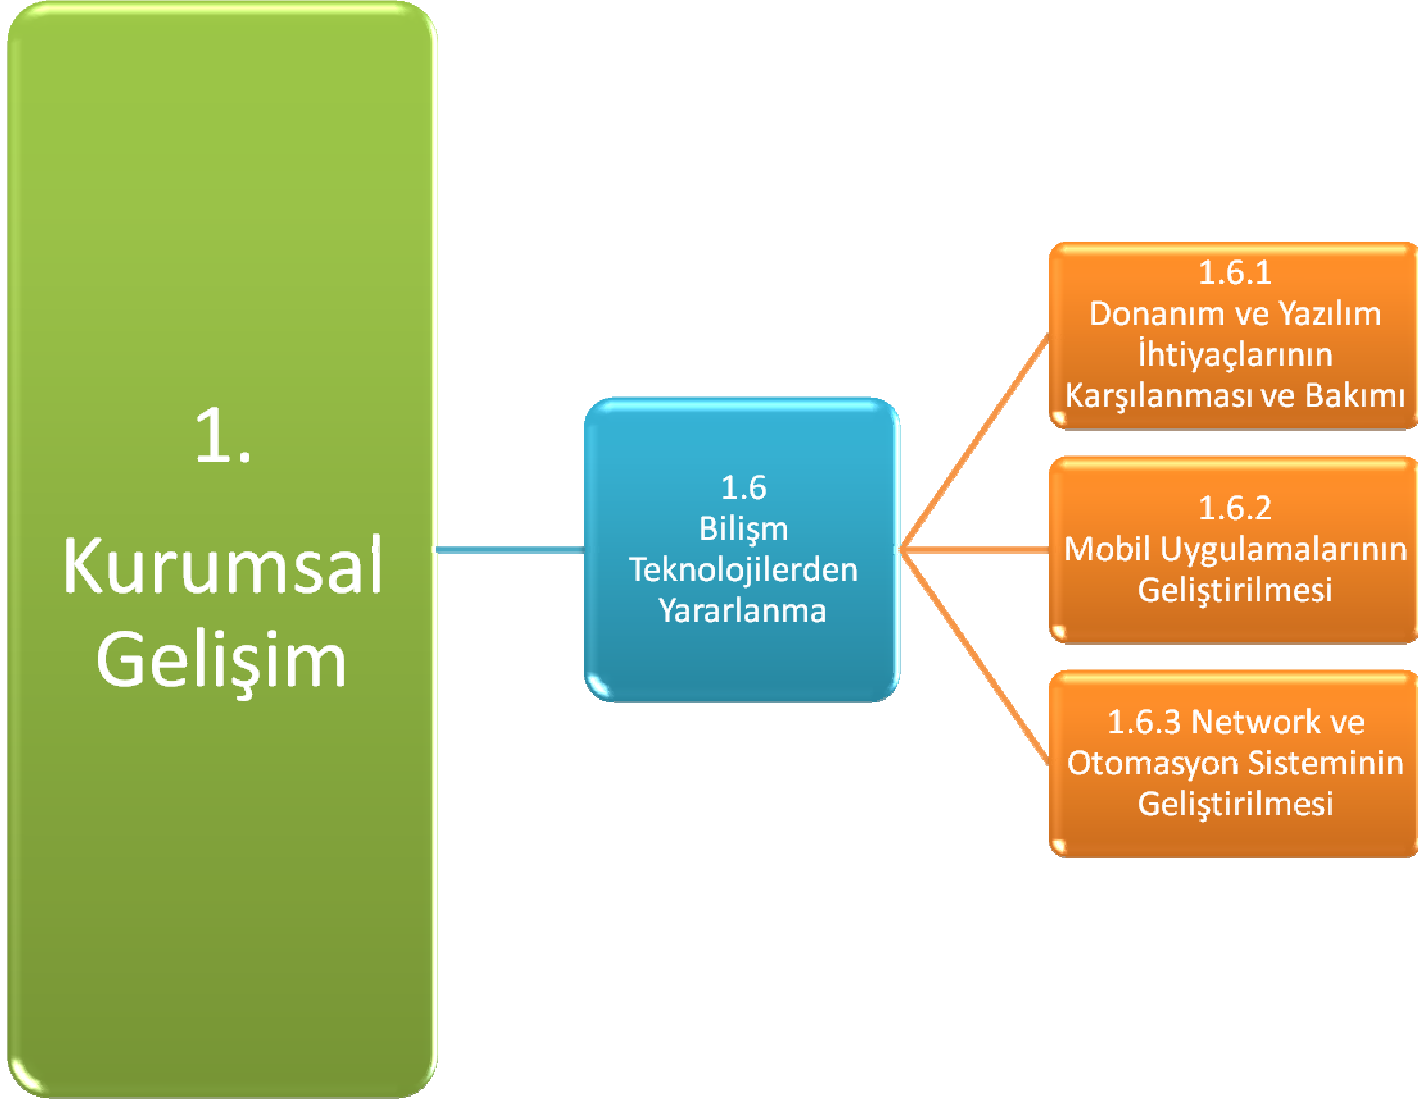 1.
Kurumsal
Gelişim
1.6
Bilişm
Teknolojilerden
Yararlanma
1.6.1
Donanım ve Yazılım
İhtiyaçlarının
Karşılanması ve Bakımı
1.6.2
Mobil Uygulamalarının
Geliştirilmesi
1.6.3 Network ve
Otomasyon Sisteminin
Geliştirilmesi